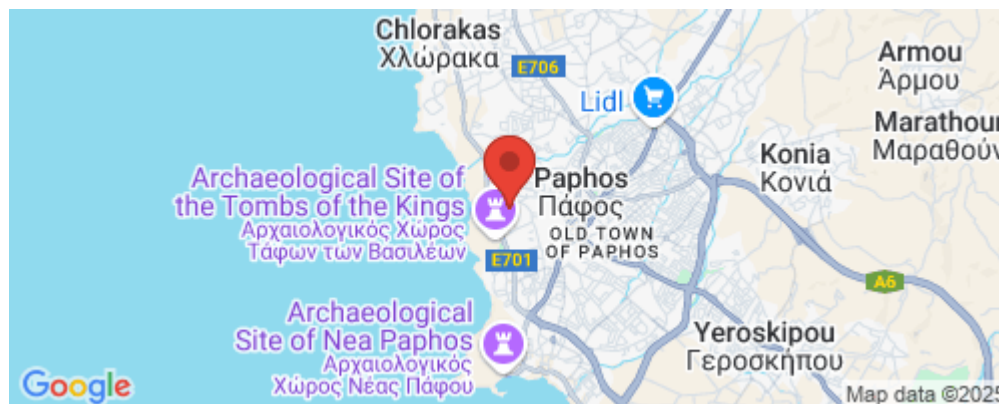 Chlorakas
Χλώρακα
E706
Lidl
Armou
Άρμου
Marathoun
Μαραθούν
Konia
Κονιά
Archaeological Site of
the Tombs of the Kings
Αρχαιολογικός Χώρος
Τάφων των Βασιλέων
Paphos
Πάφος
OLD TOWN
OF PAPHOS
E701
A6
Archaeological
Site of Nea Paphos
Αρχαιολογικός
Χώρος Νέας Πάφου
Yeroskipou
Γεροσκήπου
Google
Map data ©2025